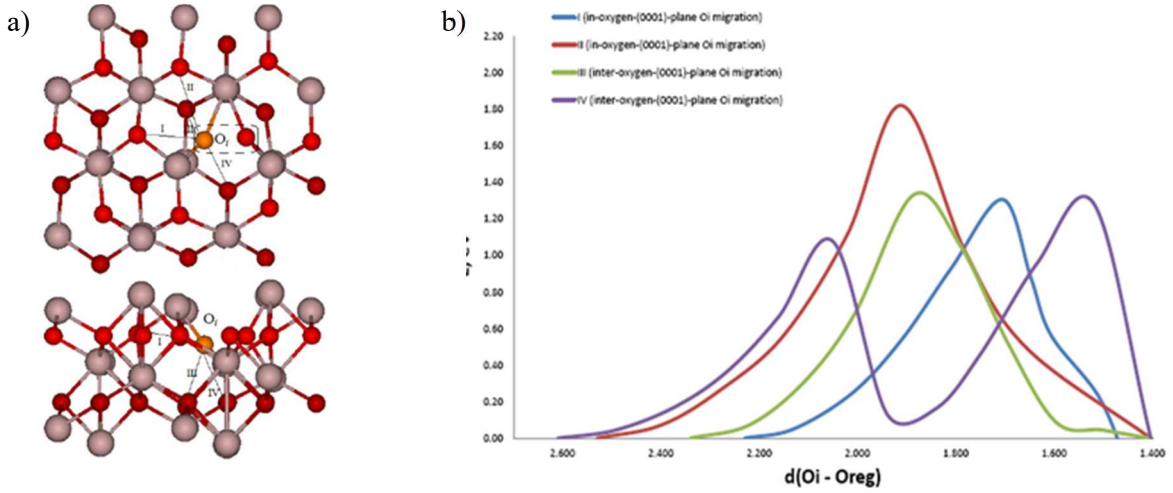 a)
II
I
III
Oi
IV
Oi
I
III
IV
b)
I (in-oxygen-(0001)-plane Oi migration)
II (in-oxygen-(0001)-plane Oi migration)
III (inter-oxygen-(0001)-plane Oi migration)
IV (inter-oxygen-(0001)-plane Oi migration)
2.20
2.00
1.80
1.60
1.40
1.20
1.00
0.80
0.60
0.40
0.20
0.00
2.600 2.400 2.200 2.000 1.800 1.600 1.400
d(Oi - Oreg)